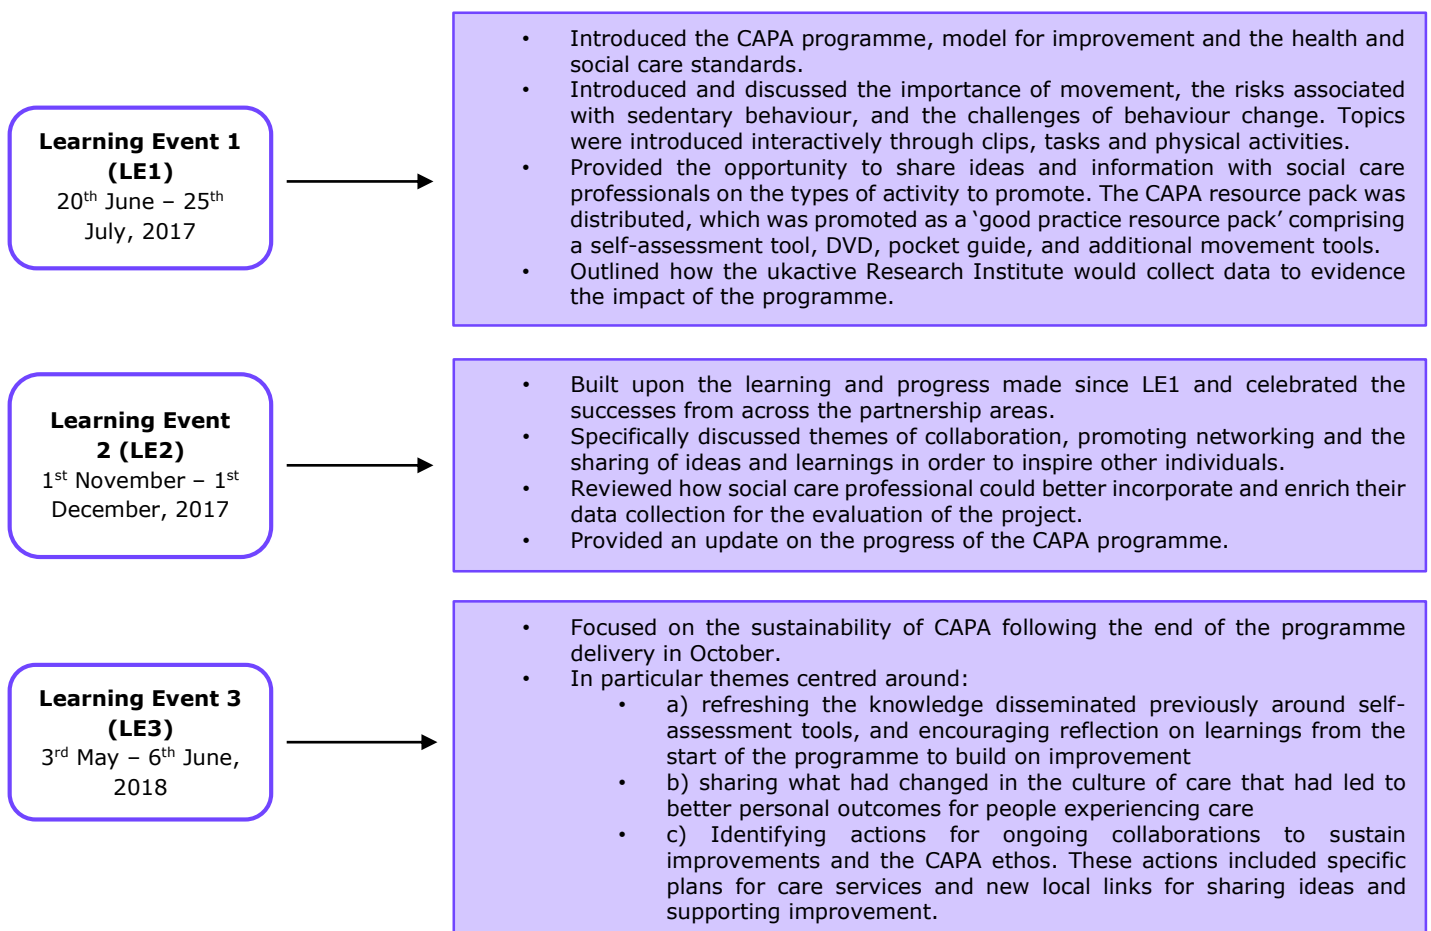 Learning Event 1
(LE1)
20th June – 25th
July, 2017
• Introduced the CAPA programme, model for improvement and the health and
social care standards.
• Introduced and discussed the importance of movement, the risks associated
with sedentary behaviour, and the challenges of behaviour change. Topics
were introduced interactively through clips, tasks and physical activities.
• Provided the opportunity to share ideas and information with social care
professionals on the types of activity to promote. The CAPA resource pack was
distributed, which was promoted as a ‘good practice resource pack’ comprising
a self-assessment tool, DVD, pocket guide, and additional movement tools.
• Outlined how the ukactive Research Institute would collect data to evidence
the impact of the programme.
Learning Event
2 (LE2)
1st November – 1st
December, 2017
• Built upon the learning and progress made since LE1 and celebrated the
successes from across the partnership areas.
• Specifically discussed themes of collaboration, promoting networking and the
sharing of ideas and learnings in order to inspire other individuals.
• Reviewed how social care professional could better incorporate and enrich their
data collection for the evaluation of the project.
• Provided an update on the progress of the CAPA programme.
Learning Event 3
(LE3)
3rd May – 6th June,
2018
• Focused on the sustainability of CAPA following the end of the programme
delivery in October.
• In particular themes centred around:
• a) refreshing the knowledge disseminated previously around self-
assessment tools, and encouraging reflection on learnings from the
start of the programme to build on improvement
• b) sharing what had changed in the culture of care that had led to
better personal outcomes for people experiencing care
• c) Identifying actions for ongoing collaborations to sustain
improvements and the CAPA ethos. These actions included specific
plans for care services and new local links for sharing ideas and
supporting improvement.